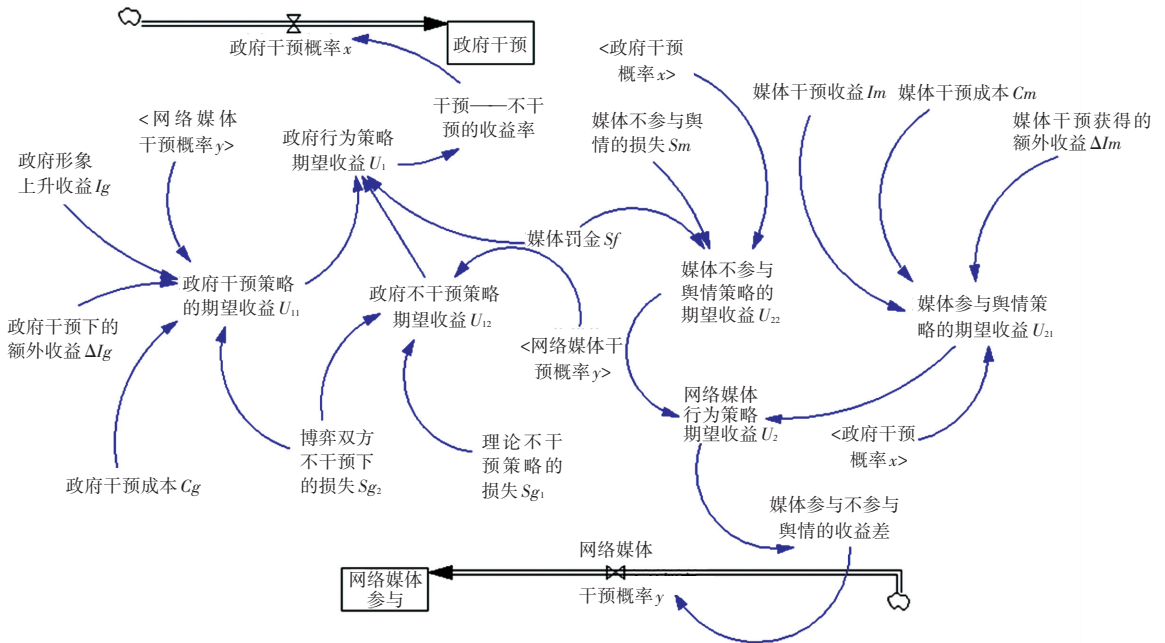 政府干预概率x
政府干预
干预——不干
预的收益率
<网络媒体
干预概率y>
政府行为策略
期望收益U₁
政府形象
上升收益Ig
政府干预策略
的期望收益U₁₁
政府干预下的
额外收益ΔIg
政府干预成本Cg
博弈双方
不干预下
的损失Sg₂
政府不干预策略
期望收益U₁₂
理论不干
预策略的
损失Sg₁
媒体罚金Sf
<网络媒体干
预概率y>
<政府干预
概率x>
媒体不参与舆
情的损失Sm
媒体干预收益Im
媒体干预成本Cm
媒体干预获得的
额外收益ΔIm
媒体不参与
舆情策略的
期望收益U₂₂
媒体参与舆情策
略的期望收益U₂₁
网络媒体
行为策略
期望收益U₂
<政府干预
概率x>
媒体参与不参与
舆情的收益差
网络媒体
干预概率y
网络媒体
参与